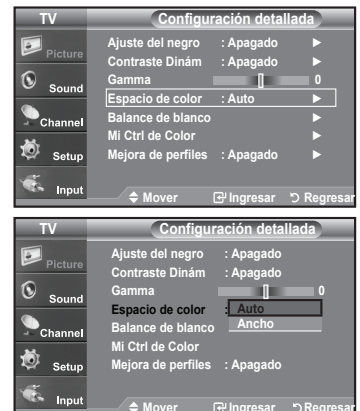 TV
Configuración detallada
Picture
Sound
Channel
Setup
Input
Ajuste del negro : Apagado
Contraste Dinám : Apagado
Gamma 0
Espacio de color : Auto
Balance de blanco
Mi Ctrl de Color
Mejora de perfiles : Apagado
Mover Ingresar Regresar
TV
Configuración detallada
Picture
Sound
Channel
Setup
Input
Ajuste del negro : Apagado
Contraste Dinám : Apagado
Gamma 0
Espacio de color : Auto
Balance de blanco Ancho
Mi Ctrl de Color
Mejora de perfiles : Apagado
Mover Ingresar Regresar